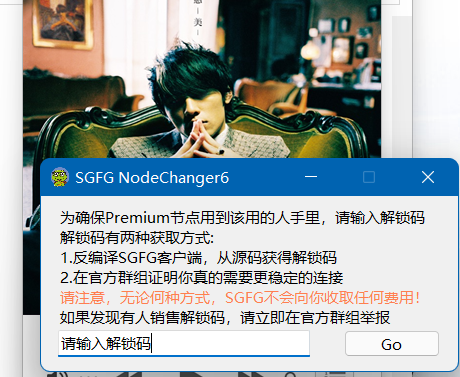 ~美~
SGFG NodeChanger6
为确保Premium节点用到该用的人手里，请输入解锁码
解锁码有两种获取方式:
1.反编译SGFG客户端，从源码获得解锁码
2.在官方群组证明你真的需要更稳定的连接
请注意，无论何种方式，SGFG不会向你收取任何费用！
如果发现有人销售解锁码，请立即在官方群组举报
请输入解锁码
Go